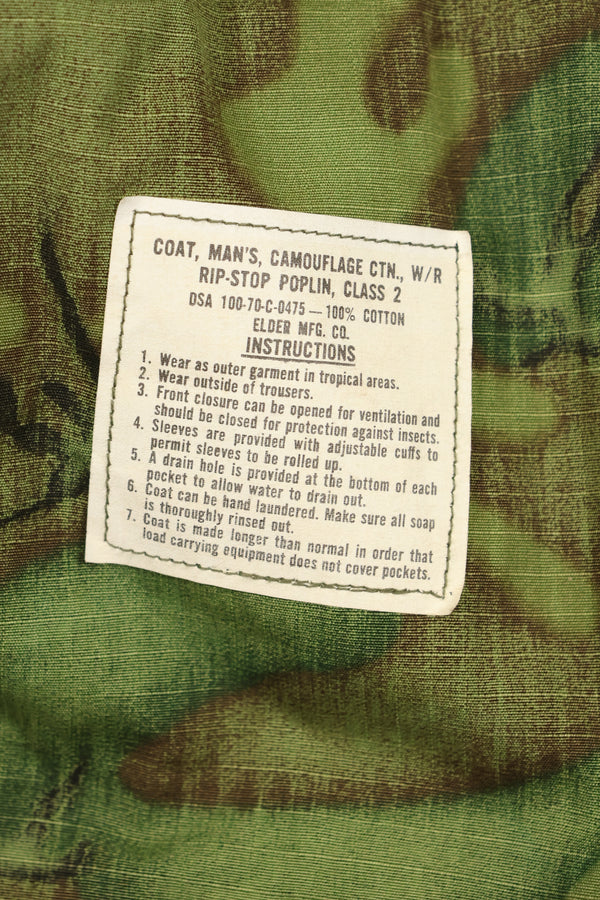 COAT, MAN'S, CAMOUFLAGE CTN., W/R
RIP-STOP POPLIN, CLASS 2
DSA 100-70-C-0475 — 100% COTTON
ELDER MFG. CO.
INSTRUCTIONS
1. Wear as outer garment in tropical areas.
2. Wear outside of trousers.
3. Front closure can be opened for ventilation and
should be closed for protection against insects.
4. Sleeves are provided with adjustable cuffs to
permit sleeves to be rolled up.
5. A drain hole is provided at the bottom of each
pocket to allow water to drain out.
6. Coat can be hand laundered. Make sure all soap
is thoroughly rinsed out.
7. Coat is made longer than normal in order that
load carrying equipment does not cover pockets.